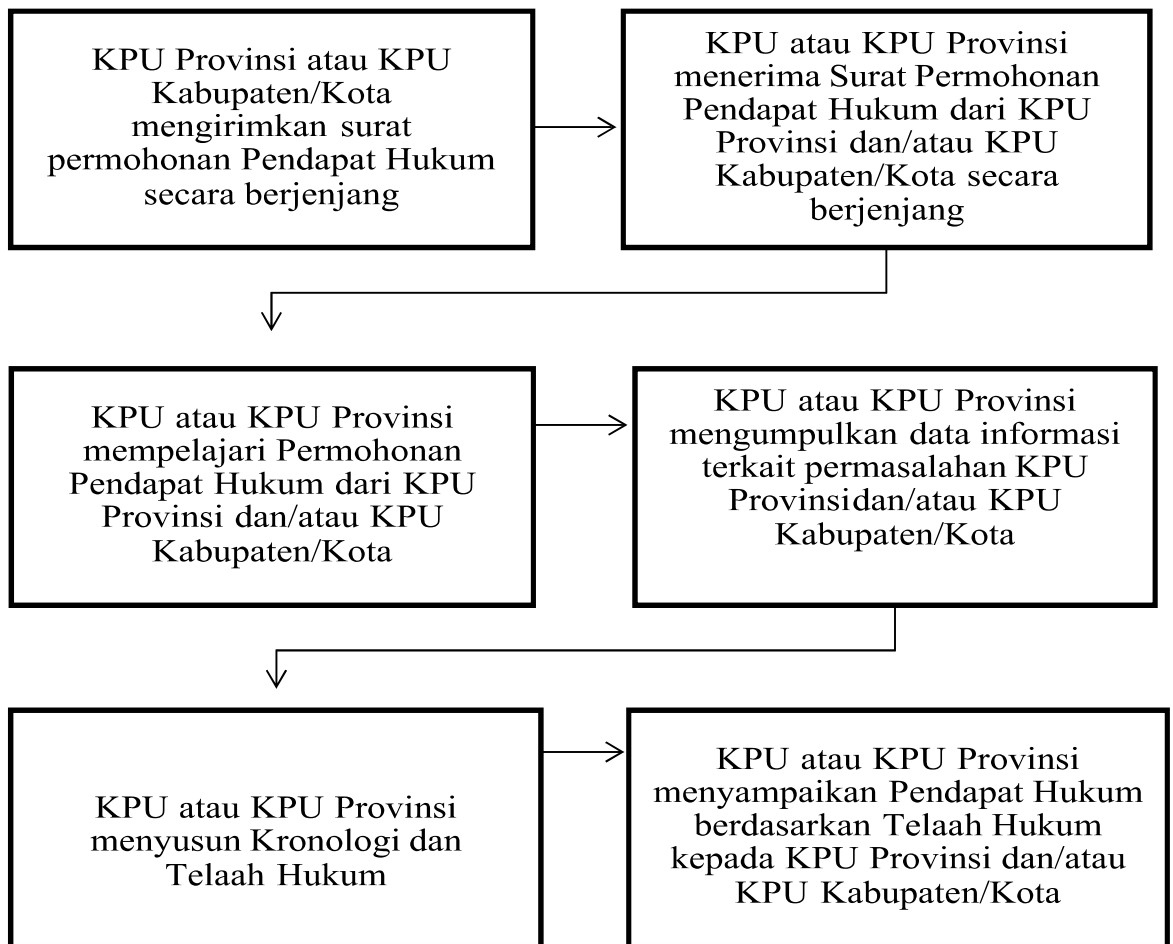 KPU Provinsi atau KPU
Kabupaten/Kota
mengirimkan surat
permohonan Pendapat Hukum
secara berjenjang
KPU atau KPU Provinsi
menerima Surat Permohonan
Pendapat Hukum dari KPU
Provinsi dan/atau KPU
Kabupaten/Kota secara
berjenjang
KPU atau KPU Provinsi
mempelajari Permohonan
Pendapat Hukum dari KPU
Provinsi dan/atau KPU
Kabupaten/Kota
KPU atau KPU Provinsi
mengumpulkan data informasi
terkait permasalahan KPU
Provinsidan/atau KPU
Kabupaten/Kota
KPU atau KPU Provinsi
menyusun Kronologi dan
Telaah Hukum
KPU atau KPU Provinsi
menyampaikan Pendapat Hukum
berdasarkan Telaah Hukum
kepada KPU Provinsi dan/atau
KPU Kabupaten/Kota